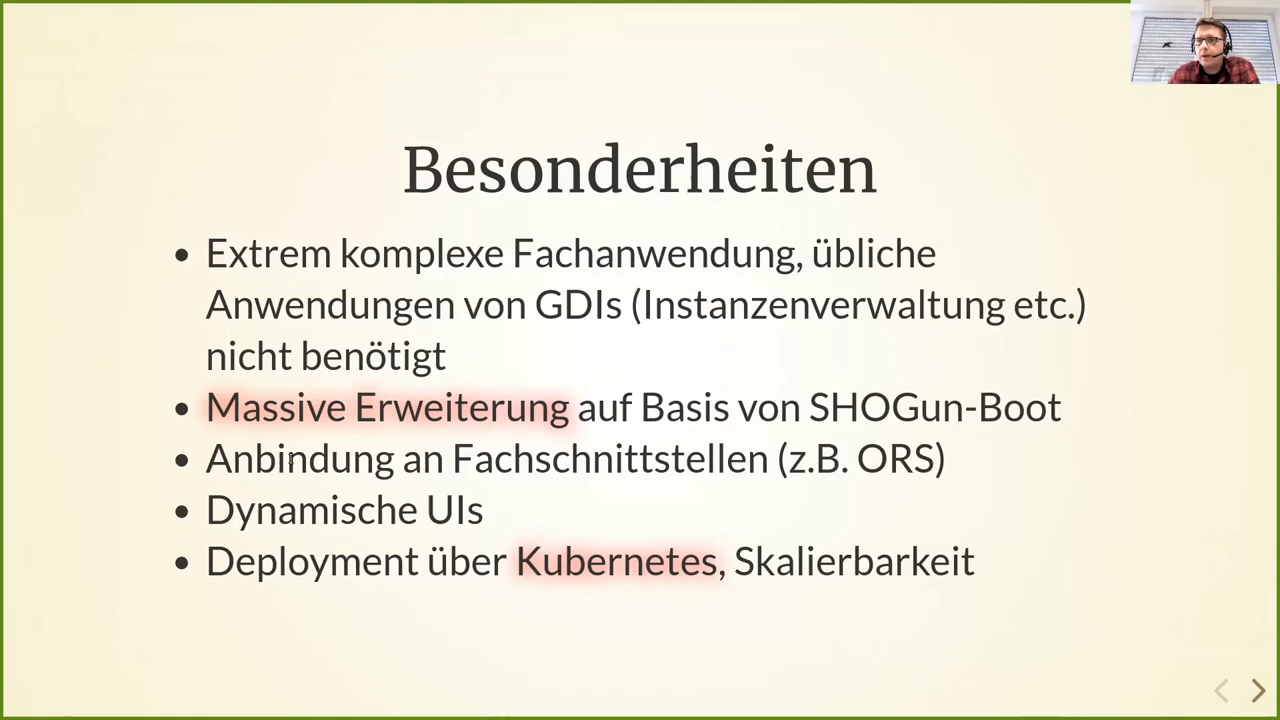 Besonderheiten
• Extrem komplexe Fachanwendung, übliche
Anwendungen von GDIs (Instanzenverwaltung etc.)
nicht benötigt
• Massive Erweiterung auf Basis von SHOGun-Boot
• Anbindung an Fachschnittstellen (z.B. ORS)
• Dynamische UIs
• Deployment über Kubernetes, Skalierbarkeit